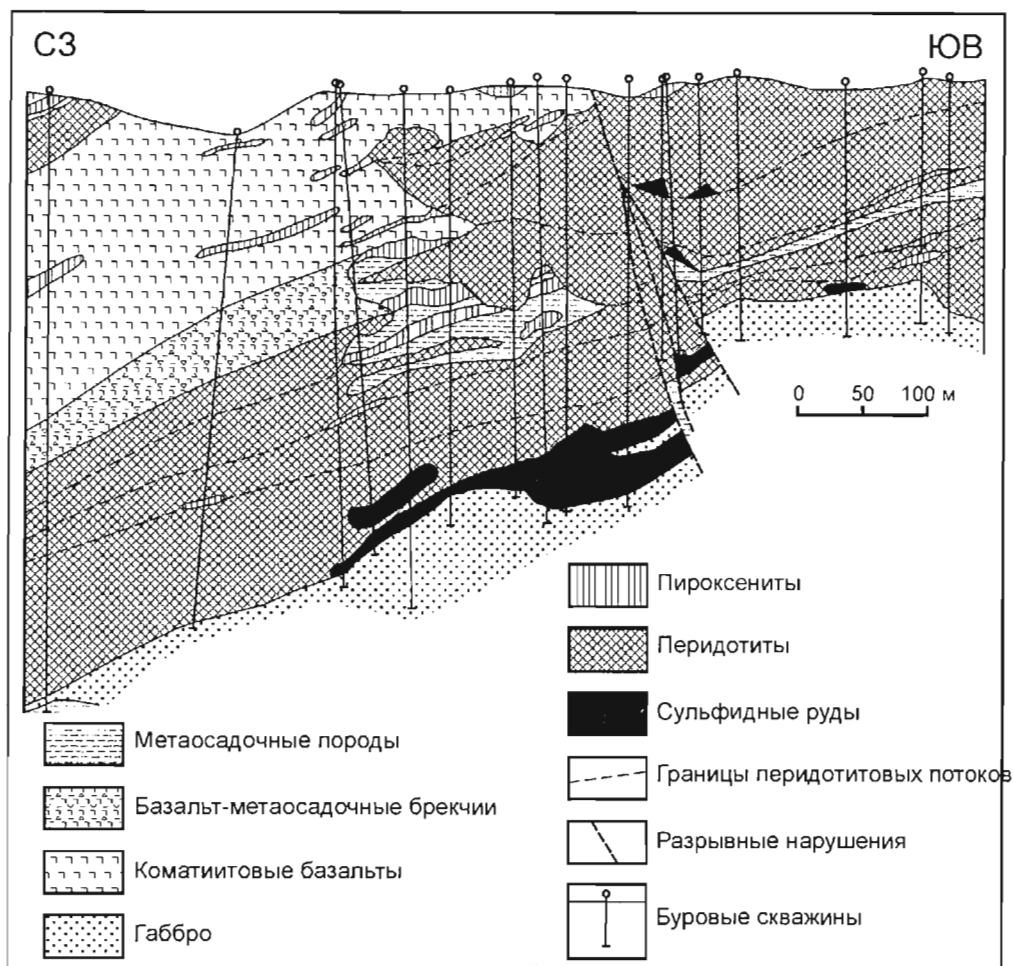 СЗ
ЮВ
0 50 100 м
Пироксениты
Перидотиты
Сульфидные руды
Границы перидотитовых потоков
Разрывные нарушения
Буровые скважины
Метаосадочные породы
Базальт-метаосадочные брекчии
Коматиитовые базальты
Габбро